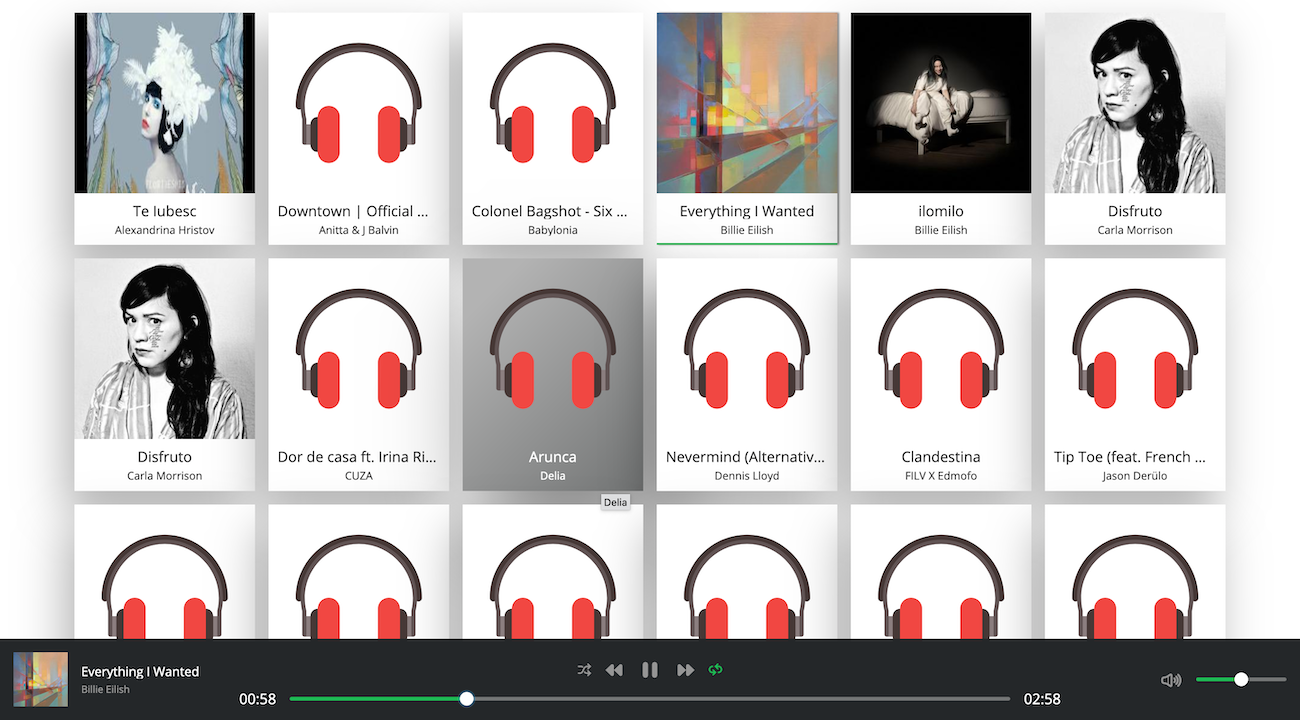 Te Iubesc
Alexandrina Hristov
Downtown | Official ...
Anitta & J Balvin
Colonel Bagshot - Six ...
Babylonia
Everything I Wanted
Billie Eilish
ilomilo
Billie Eilish
Disfruto
Carla Morrison
Disfruto
Carla Morrison
Dor de casa ft. Irina Ri...
CUZA
Arunca
Delia
Nevermind (Alternativ...
Dennis Lloyd
Clandestina
FILV X Edmofo
Tip Toe (feat. French ...
Jason Derülo
Delia
Everything I Wanted
Billie Eilish
00:58
02:58